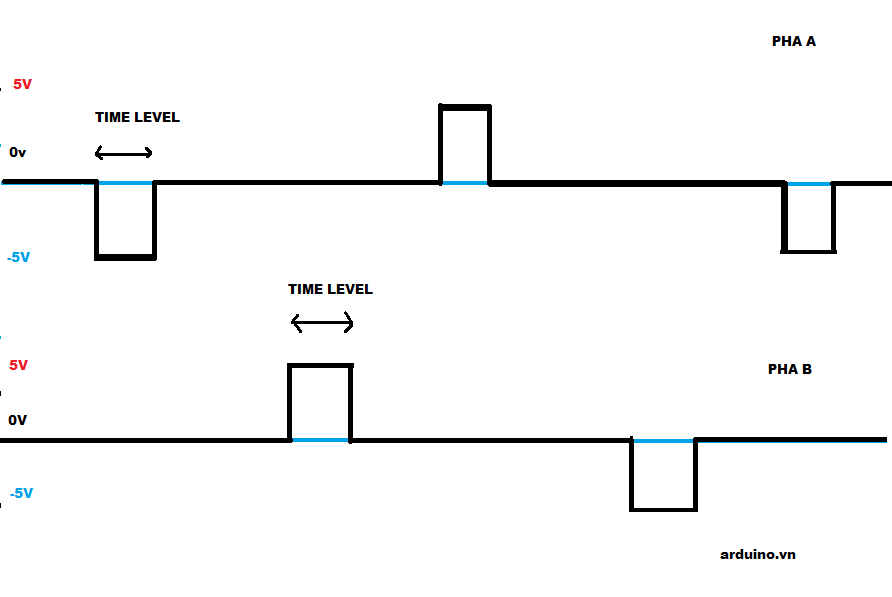 PHA A
5V
TIME LEVEL
0v
-5V
TIME LEVEL
5V
PHA B
0V
-5V
arduino.vn